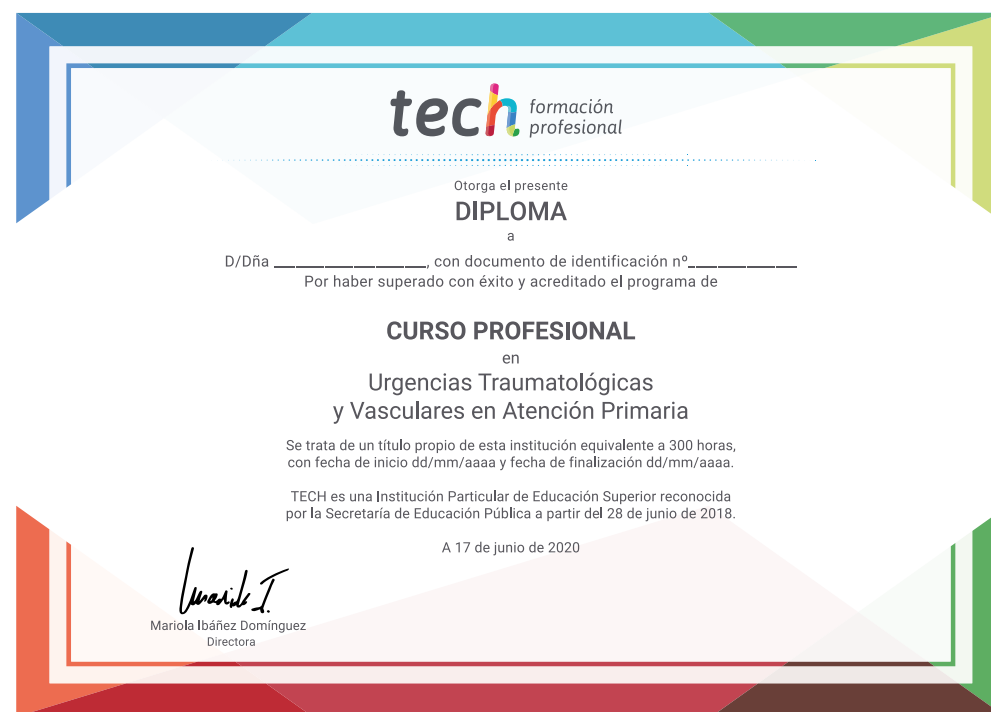 tech formación
profesional
Otorga el presente
DIPLOMA
a
D/Dña ______________, con documento de identificación nº__________
Por haber superado con éxito y acreditado el programa de
CURSO PROFESIONAL
en
Urgencias Traumatológicas
y Vasculares en Atención Primaria
Se trata de un título propio de esta institución equivalente a 300 horas,
con fecha de inicio dd/mm/aaaa y fecha de finalización dd/mm/aaaa.
TECH es una Institución Particular de Educación Superior reconocida
por la Secretaría de Educación Pública a partir del 28 de junio de 2018.
A 17 de junio de 2020
Mariola Ibáñez Domínguez
Directora